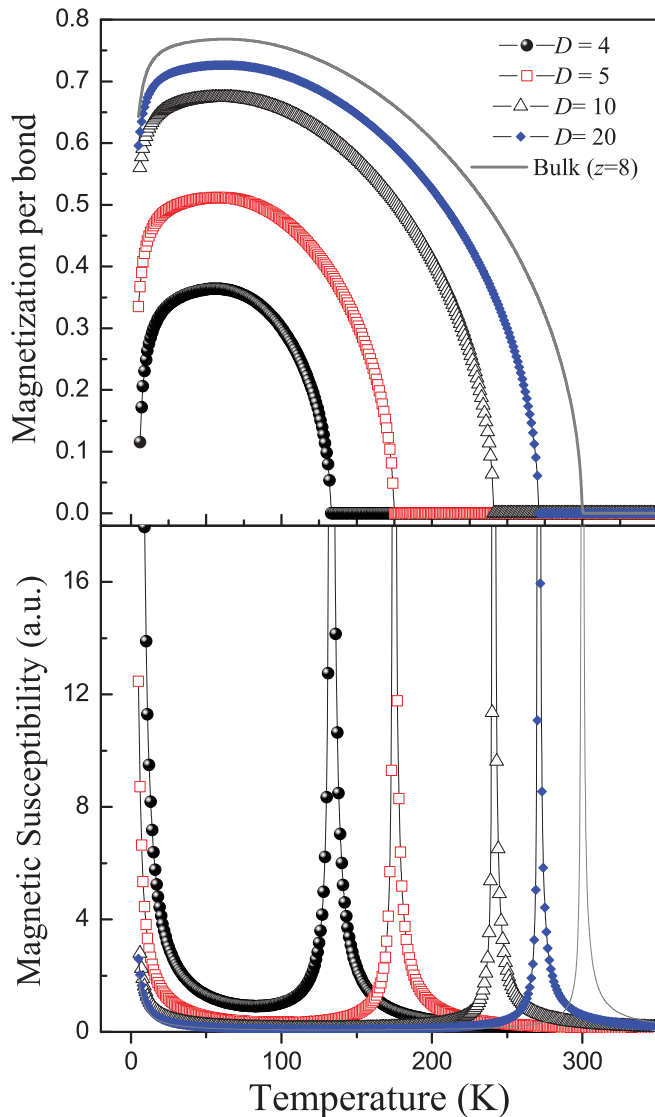 0.8
0.7
0.6
0.5
0.4
0.3
0.2
0.1
0.0
Magnetization per bond
D = 4
D = 5
D= 10
D= 20
Bulk (z=8)
16
12
8
4
0
Magnetic Susceptibility (a.u.)
0 100 200 300
Temperature (K)